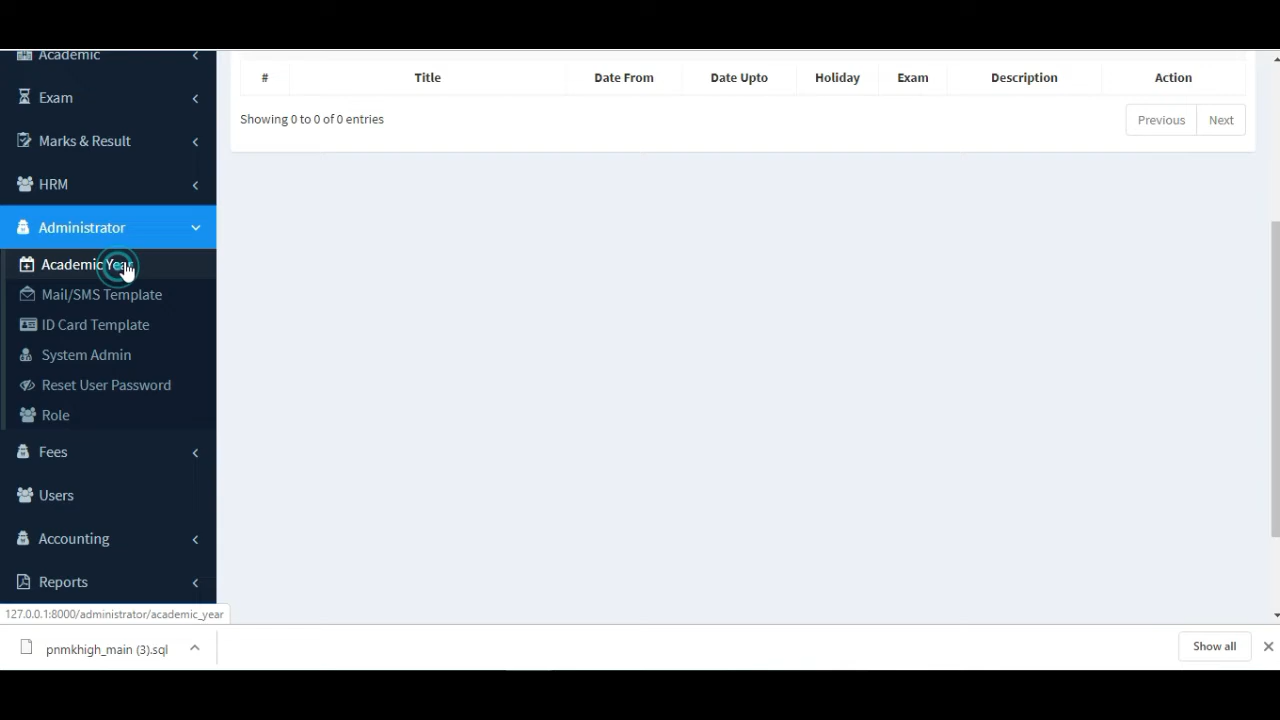 Academic
Exam
Marks & Result
HRM
Administrator
Academic Year
Mail/SMS Template
ID Card Template
System Admin
Reset User Password
Role
Fees
Users
Accounting
Reports
# Title Date From Date Upto Holiday Exam Description Action
Showing 0 to 0 of 0 entries
Previous Next
127.0.0.1:8000/administrator/academic_year
pnmkhigh_main (3).sql
Show all